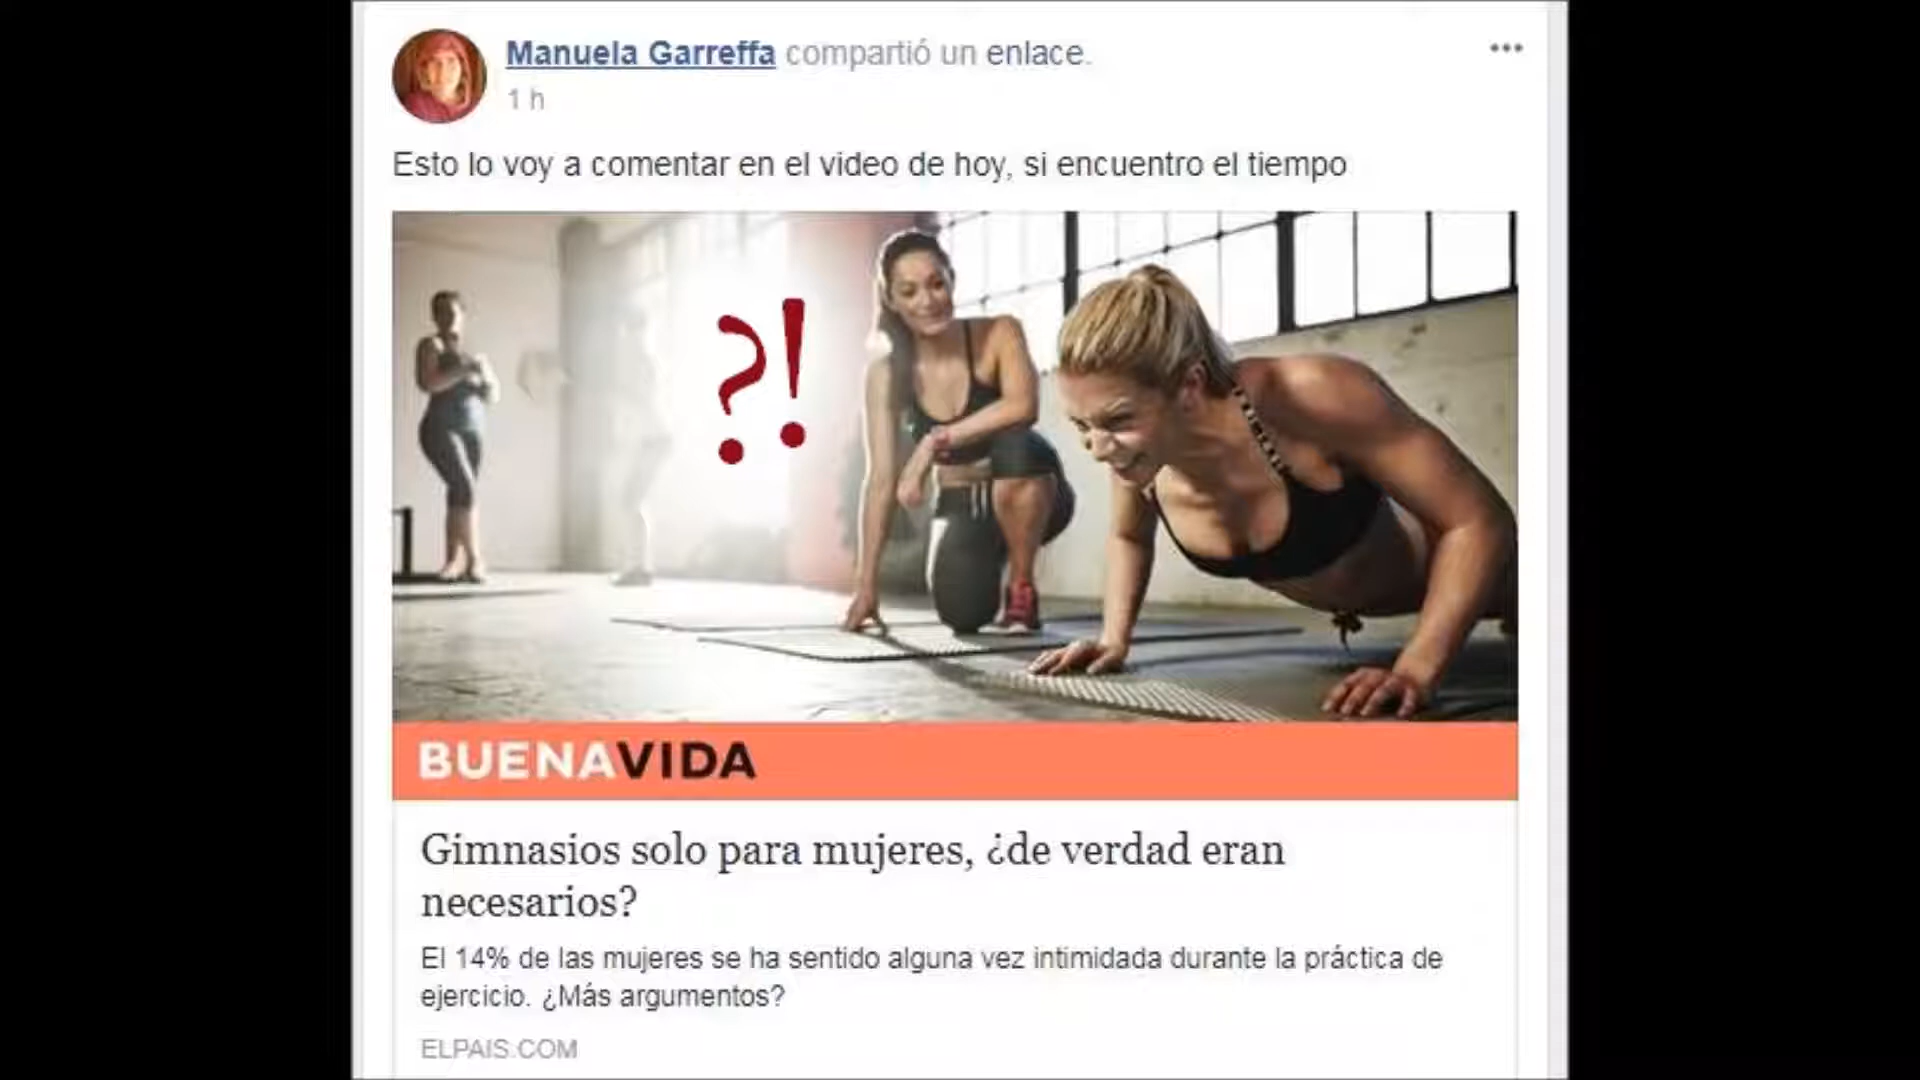 Manuela Garreffa compartió un enlace.
1 h
Esto lo voy a comentar en el video de hoy, si encuentro el tiempo
?!
BUENAVIDA
Gimnasios solo para mujeres, ¿de verdad eran
necesarios?
El 14% de las mujeres se ha sentido alguna vez intimidada durante la práctica de
ejercicio. ¿Más argumentos?
ELPAIS.COM